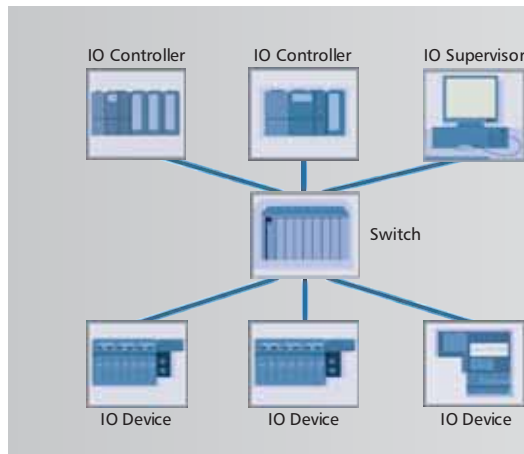 IO Controller
IO Controller
IO Supervisor
Switch
IO Device
IO Device
IO Device